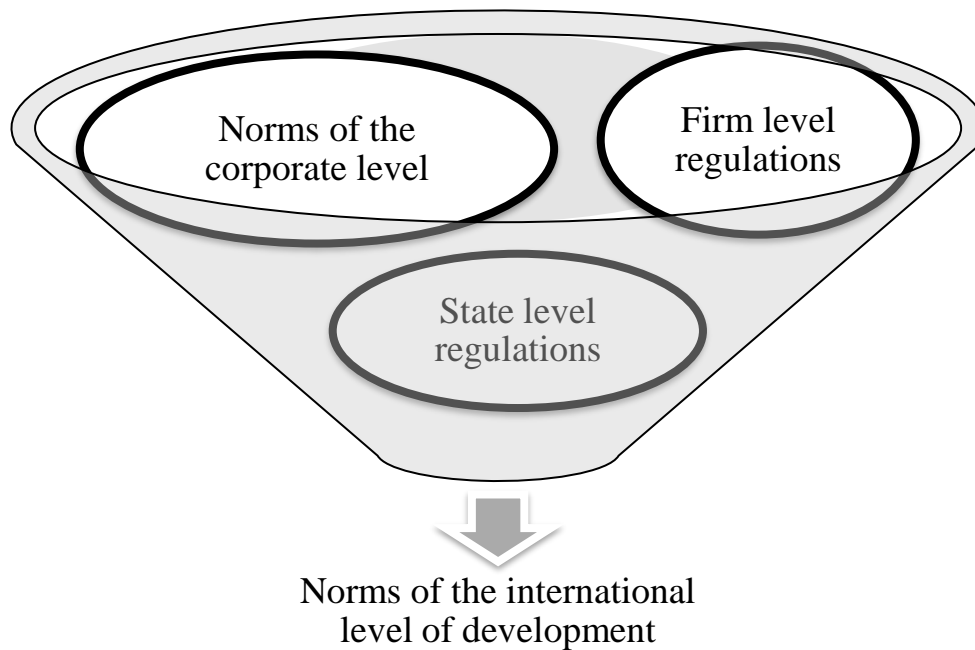 Norms of the
corporate level
Firm level
regulations
State level
regulations
Norms of the international
level of development